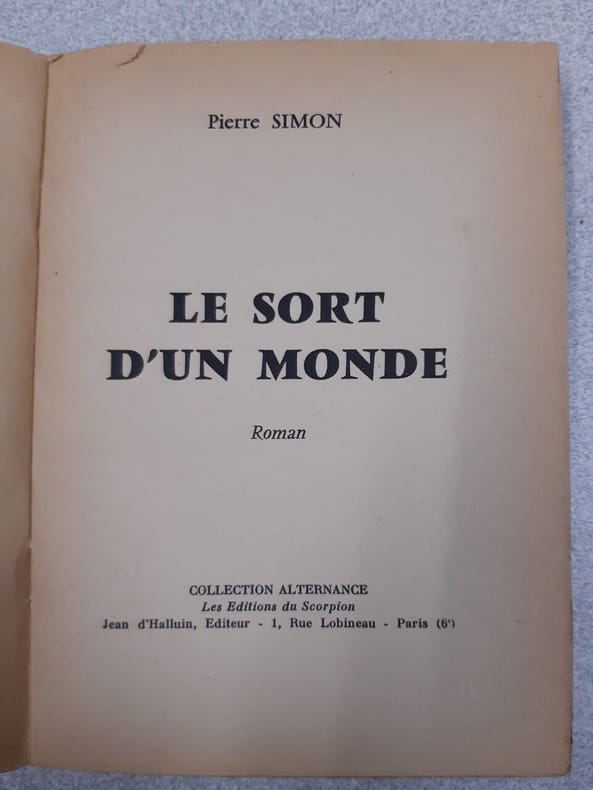 Pierre SIMON
LE SORT
D'UN MONDE
Roman
COLLECTION ALTERNANCE
Les Editions du Scorpion
Jean d'Halluin, Editeur - 1, Rue Lobineau - Paris (6e)